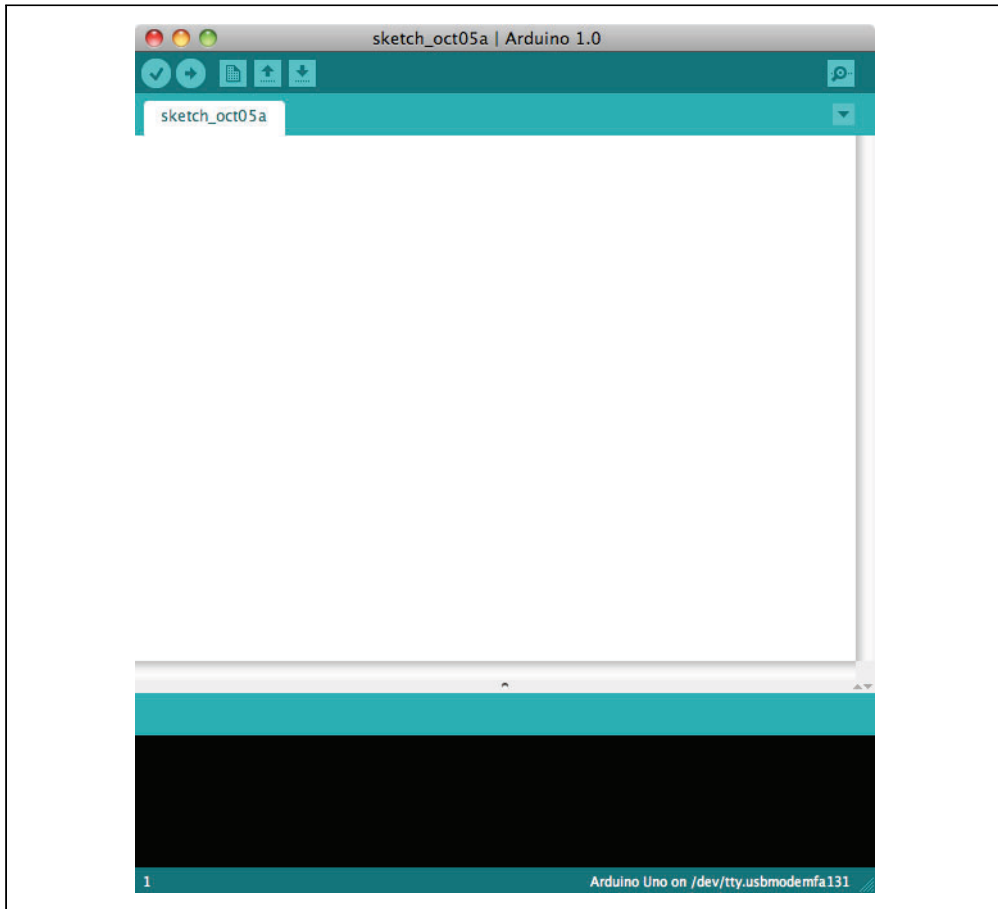 sketch_oct05a | Arduino 1.0
sketch_oct05a
1
Arduino Uno on /dev/tty.usbmodemfa131